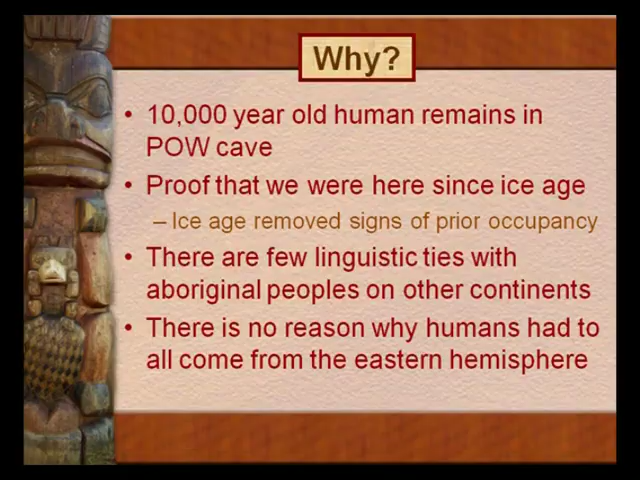 Why?
• 10,000 year old human remains in
POW cave
• Proof that we were here since ice age
– Ice age removed signs of prior occupancy
• There are few linguistic ties with
aboriginal peoples on other continents
• There is no reason why humans had to
all come from the eastern hemisphere